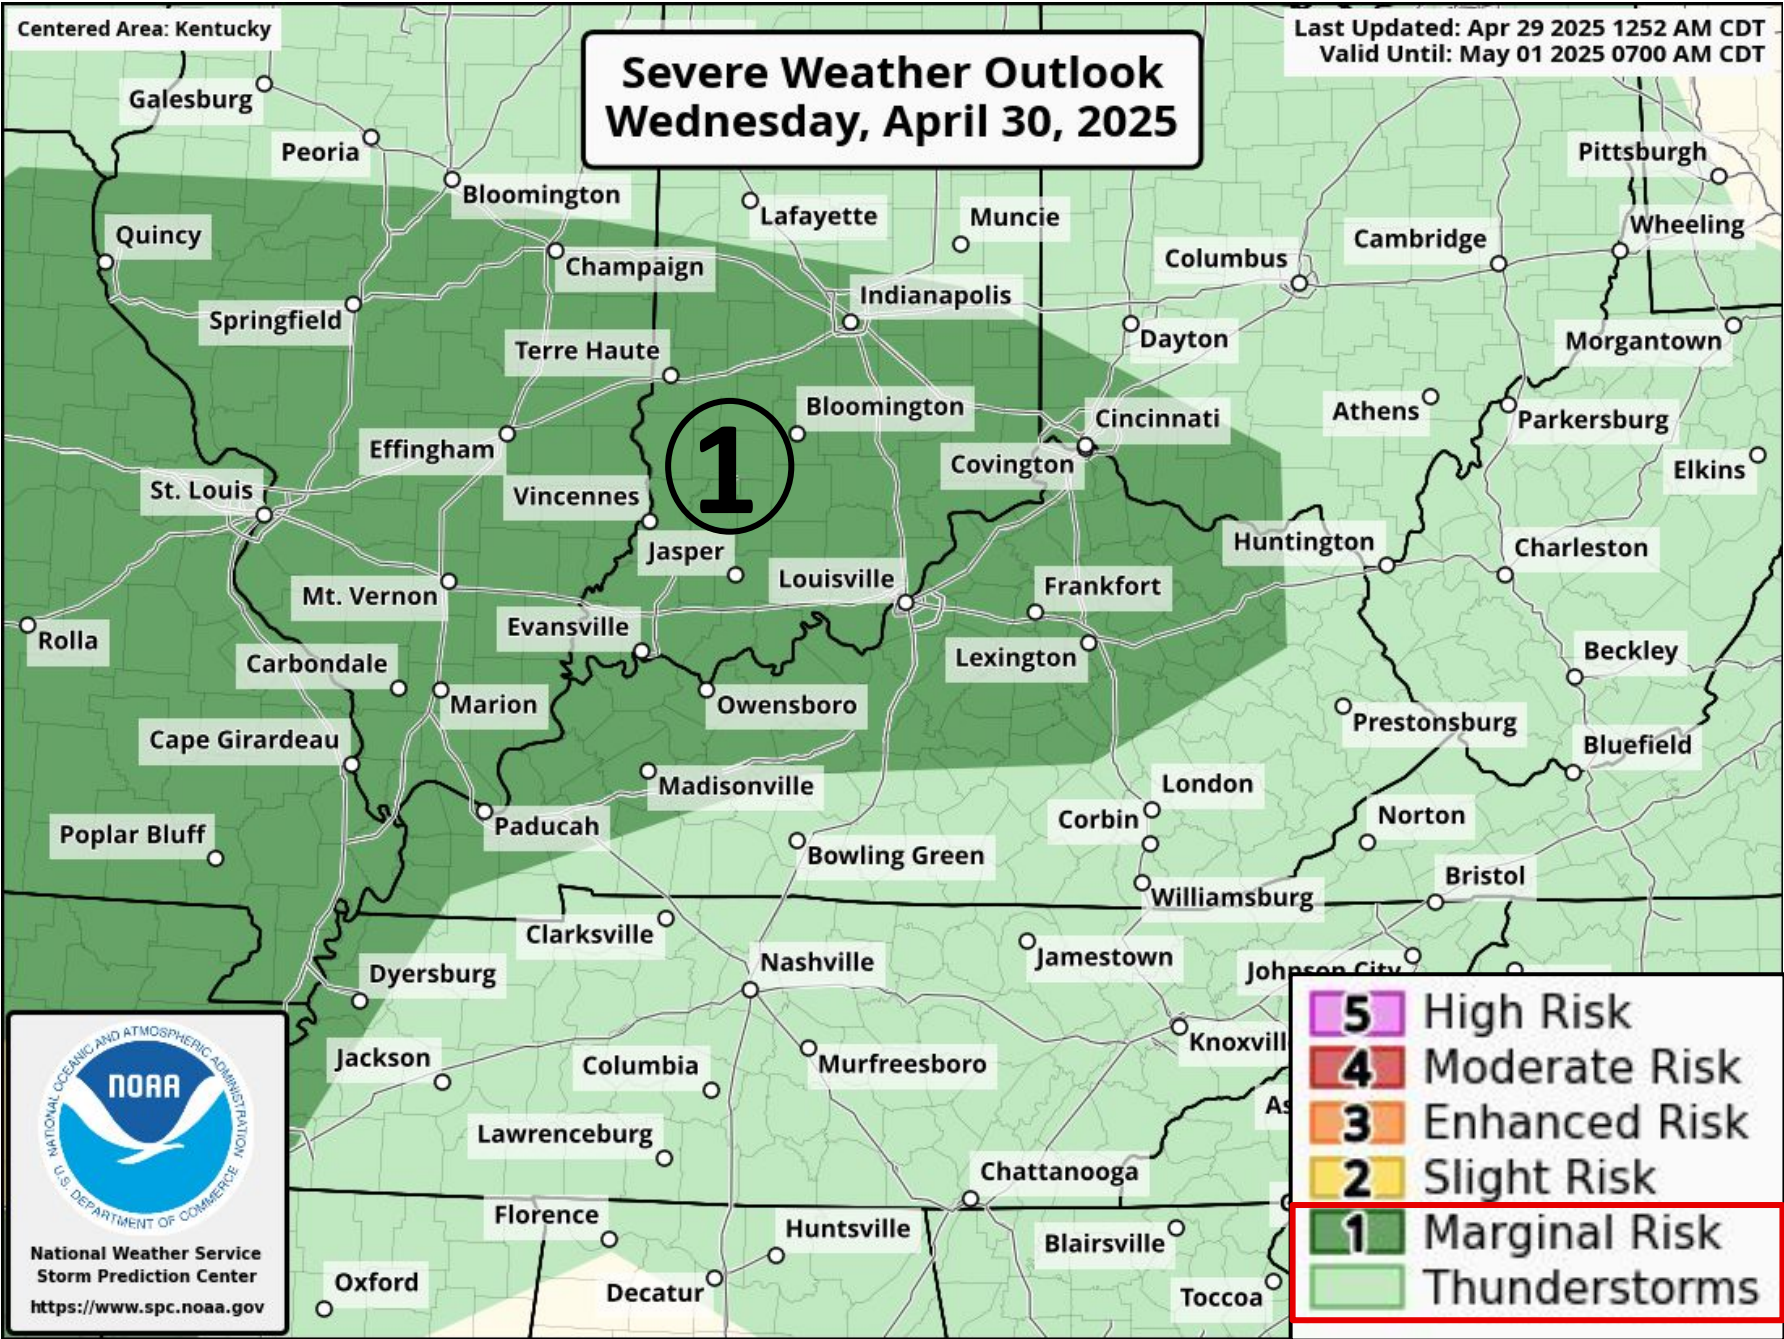 Centered Area: Kentucky
Last Updated: Apr 29 2025 1252 AM CDT
Valid Until: May 01 2025 0700 AM CDT
Severe Weather Outlook
Wednesday, April 30, 2025
Galesburg
Peoria
Pittsburgh
Bloomington
Lafayette
Muncie
Quincy
Wheeling
Cambridge
Columbus
Champaign
Indianapolis
Springfield
Dayton
Morgantown
Terre Haute
Bloomington
Cincinnati
Athens
Parkersburg
1
Effingham
Covington
Elkins
St. Louis
Vincennes
Huntington
Charleston
Jasper
Louisville
Frankfort
Mt. Vernon
Evansville
Rolla
Lexington
Beckley
Carbondale
Marion
Owensboro
Prestonsburg
Cape Girardeau
Bluefield
Madisonville
London
Corbin
Norton
Poplar Bluff
Paducah
Bowling Green
Bristol
Williamsburg
Clarksville
Nashville
Jamestown
Johnson City
Dyersburg
Knoxvill
Jackson
Columbia
Murfreesboro
As
Lawrenceburg
Chattanooga
Florence
Huntsville
Blairsville
Oxford
Decatur
Toccoa
5 High Risk
4 Moderate Risk
3 Enhanced Risk
2 Slight Risk
1 Marginal Risk
Thunderstorms
NATIONAL OCEANIC AND ATMOSPHERIC ADMINISTRATION
NOAA
U.S. DEPARTMENT OF COMMERCE
National Weather Service
Storm Prediction Center
https://www.spc.noaa.gov